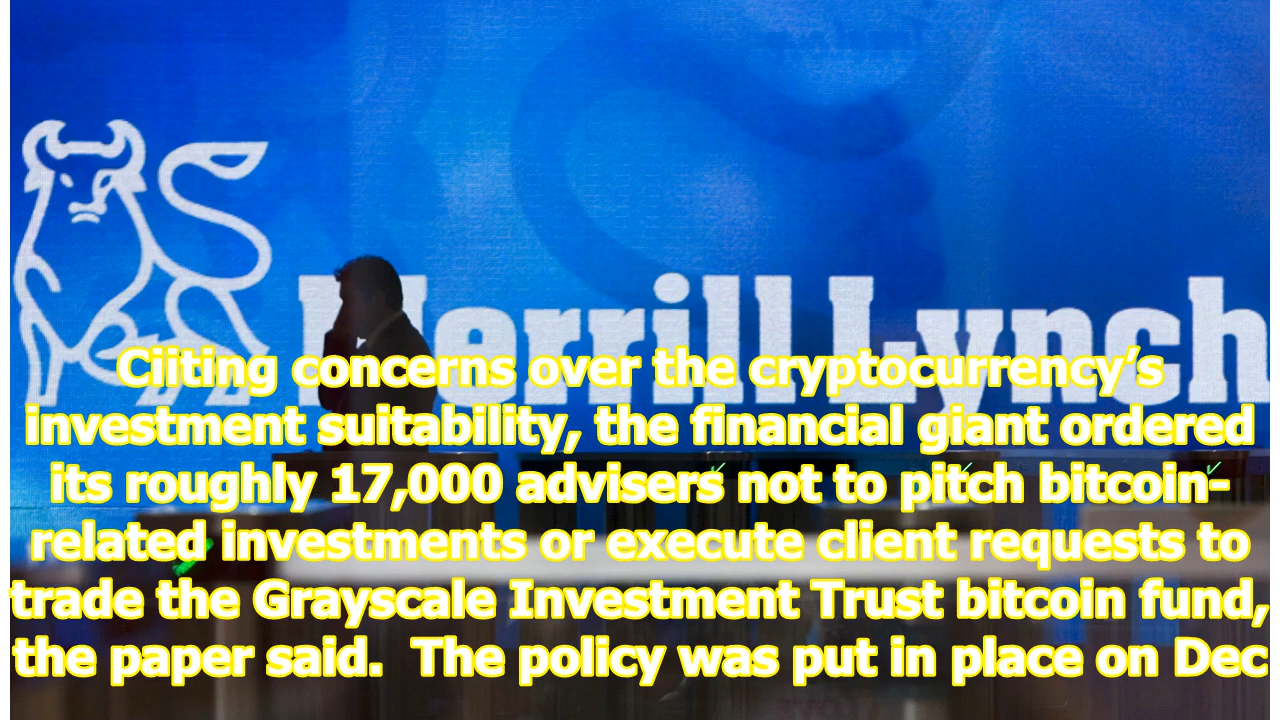 Merrill Lynch
Ciiting concerns over the cryptocurrency’s
investment suitability, the financial giant ordered
its roughly 17,000 advisers not to pitch bitcoin-
related investments or execute client requests to
trade the Grayscale Investment Trust bitcoin fund,
the paper said.  The policy was put in place on Dec